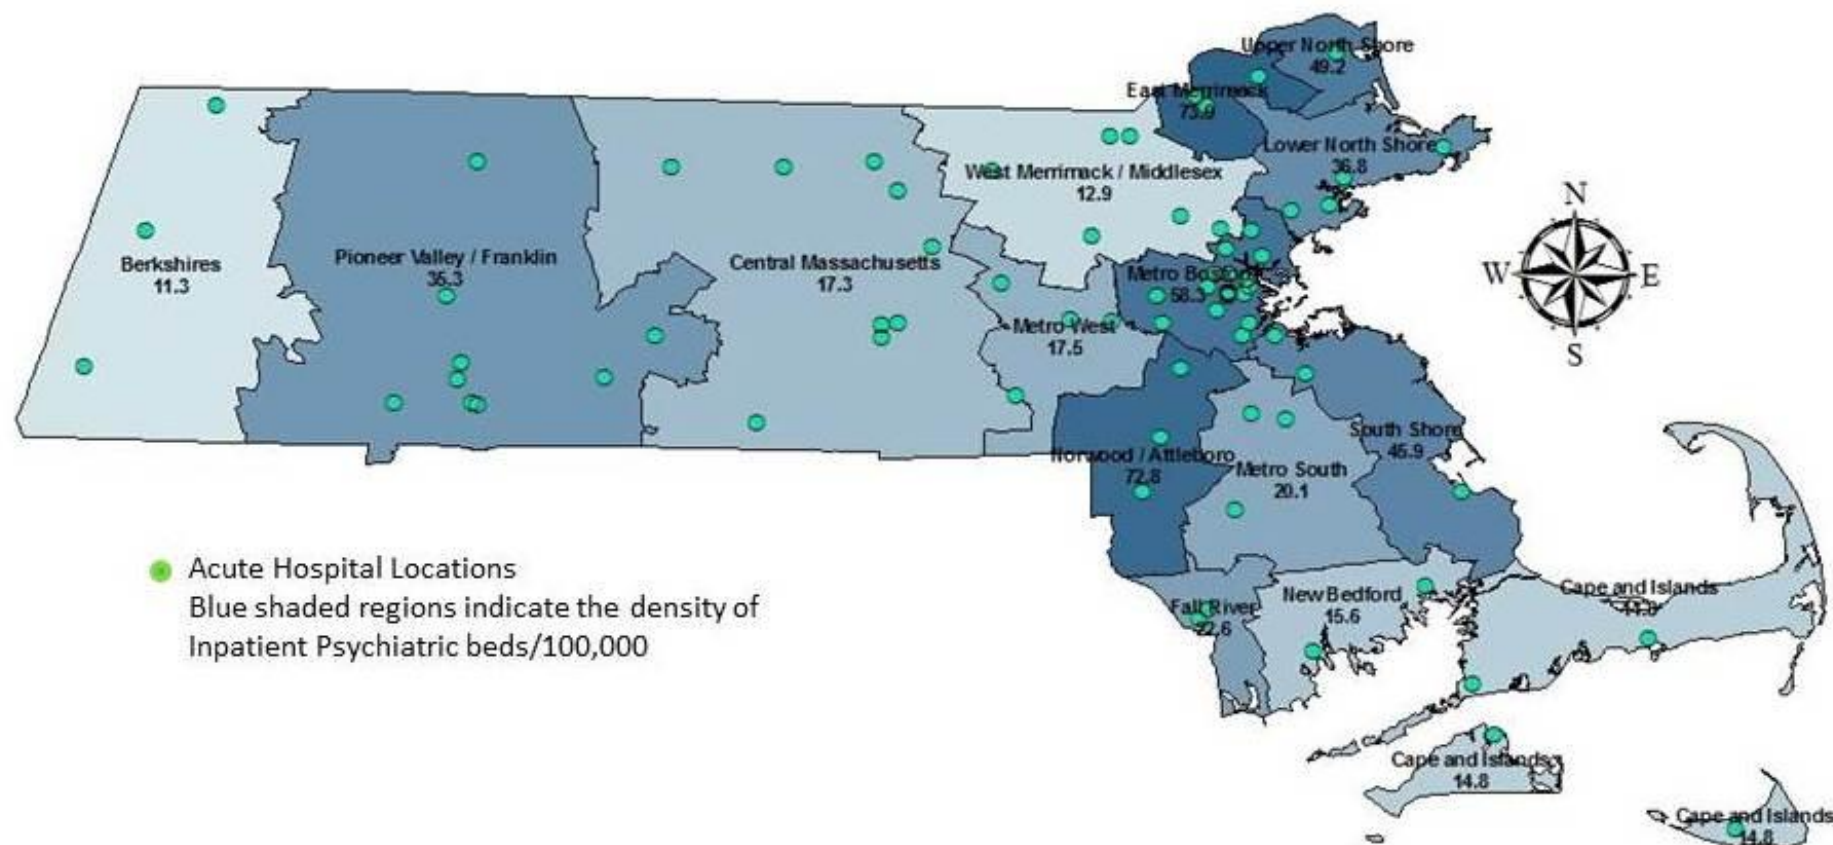 Upper North Shore
49.2
East Merrimack
73.9
Lower North Shore
36.8
West Merrimack / Middlesex
12.9
Berkshires
11.3
Pioneer Valley / Franklin
35.3
Central Massachusetts
17.3
Metro Boston
58.3
Metro West
17.5
N
W
E
S
South Shore
45.9
Norwood / Attleboro
72.8
Metro South
20.1
Acute Hospital Locations
Blue shaded regions indicate the density of
Inpatient Psychiatric beds/100,000
Fall River
22.6
New Bedford
15.6
Cape and Islands
Cape and Islands
14.8
Cape and Islands
14.8